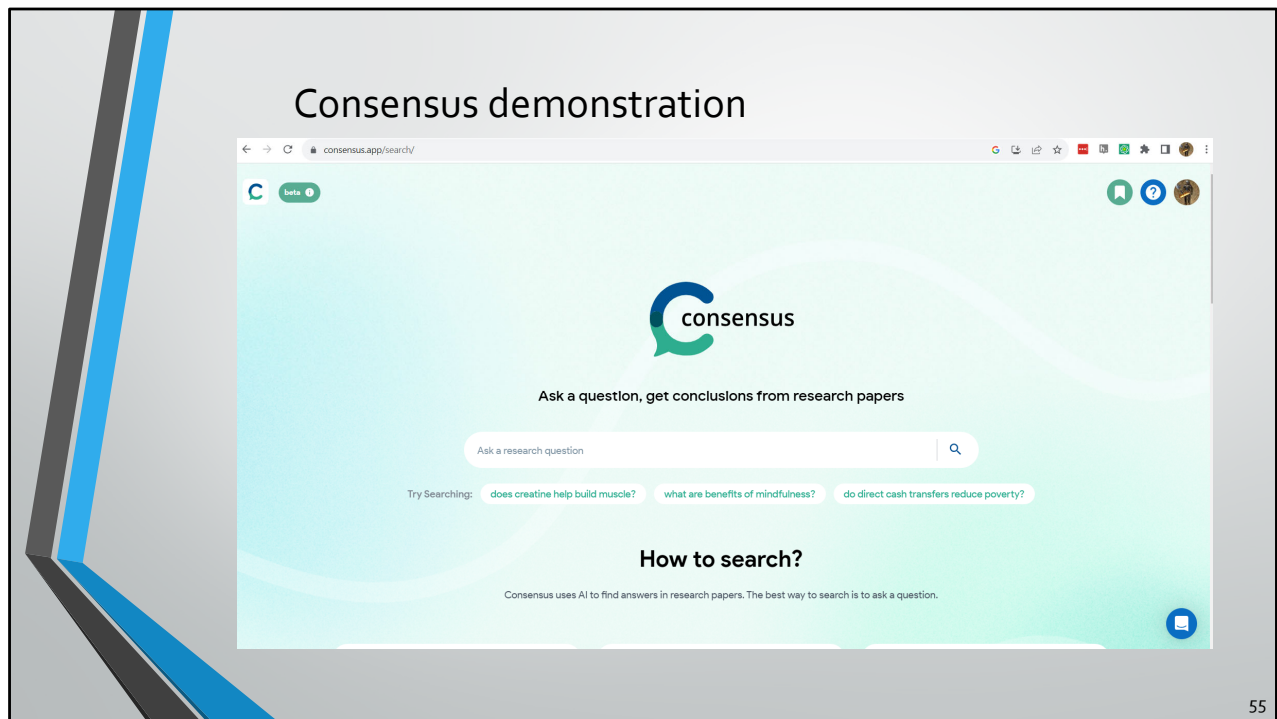 Consensus demonstration
consensus.app/search/
beta
consensus
Ask a question, get conclusions from research papers
Ask a research question
Try Searching: does creatine help build muscle? what are benefits of mindfulness? do direct cash transfers reduce poverty?
How to search?
Consensus uses AI to find answers in research papers. The best way to search is to ask a question.
55